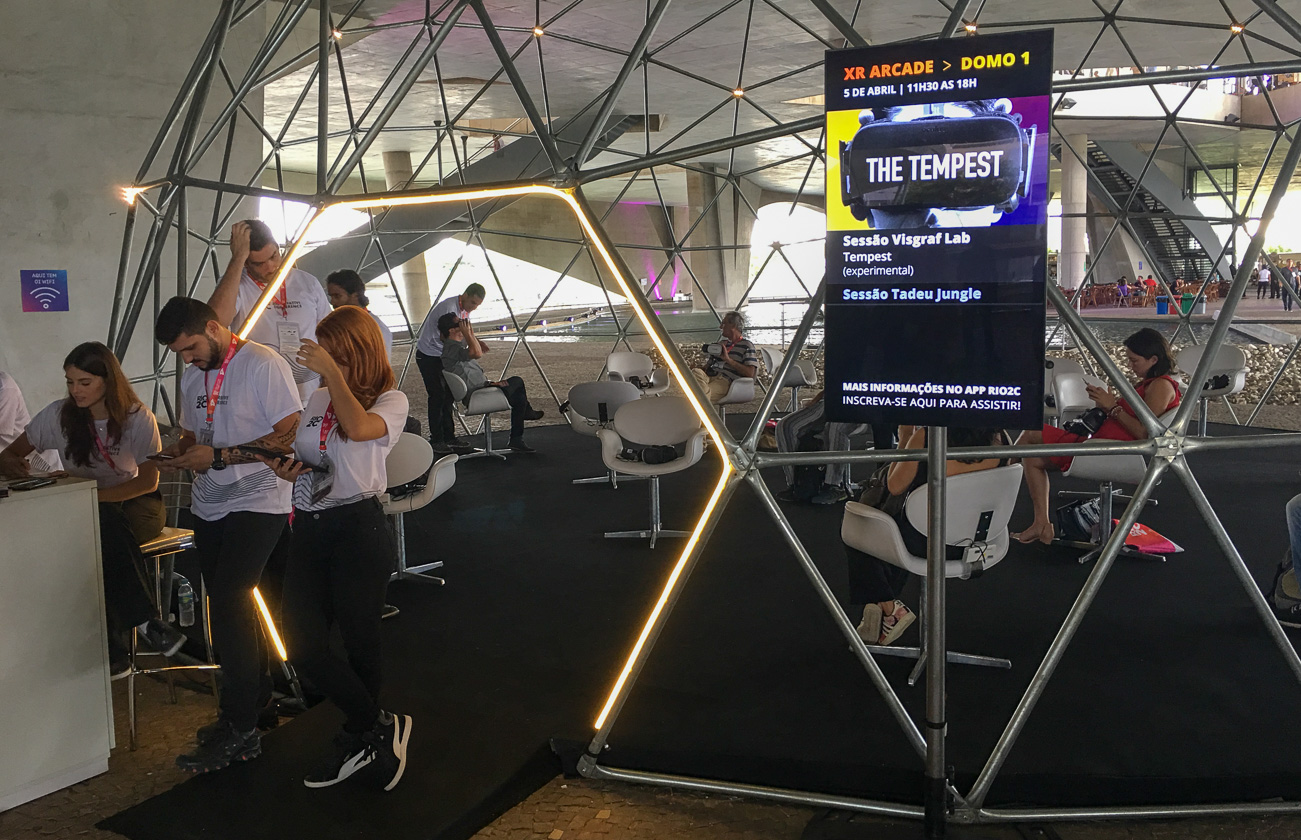 XR ARCADE > DOMO 1
5 DE ABRIL | 11H30 AS 18H
THE TEMPEST
Sessão Visgraf Lab
Tempest
(experimental)
Sessão Tadeu Jungle
MAIS INFORMAÇÕES NO APP RIO2C
INSCREVA-SE AQUI PARA ASSISTIR!
AQUI TEM
OI WIFI